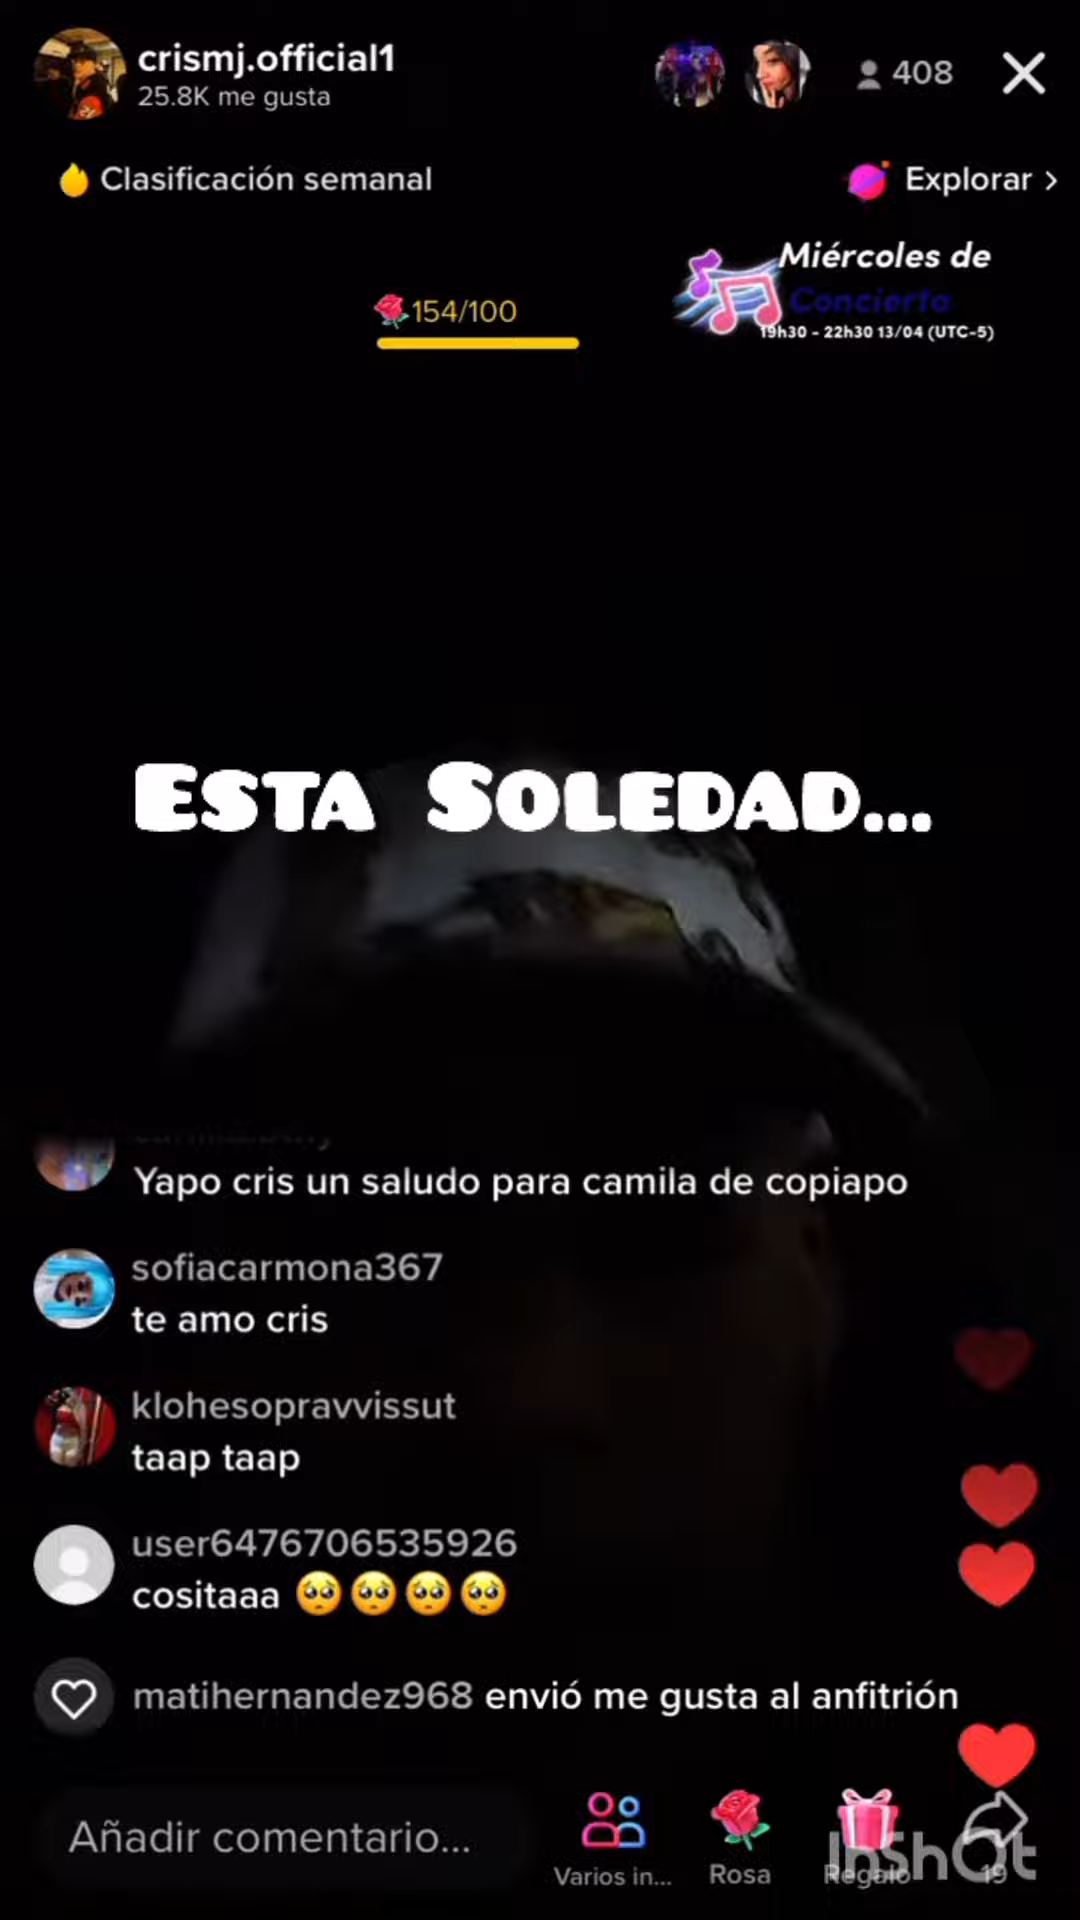 crismj.official1
25.8K me gusta
408
Clasificación semanal
Explorar >
154/100
Miércoles de
Concierto
19h30 - 22h30 13/04 (UTC-5)
ESTA SOLEDAD...
Yapo cris un saludo para camila de copiapo
sofiacarmona367
te amo cris
klohesopravvissut
taap taap
user6476706535926
cositaaa 🥺🥺🥺🥺
matihernandez968 envió me gusta al anfitrión
Añadir comentario...
Varios in...
Rosa
Regalo
19
InShOt